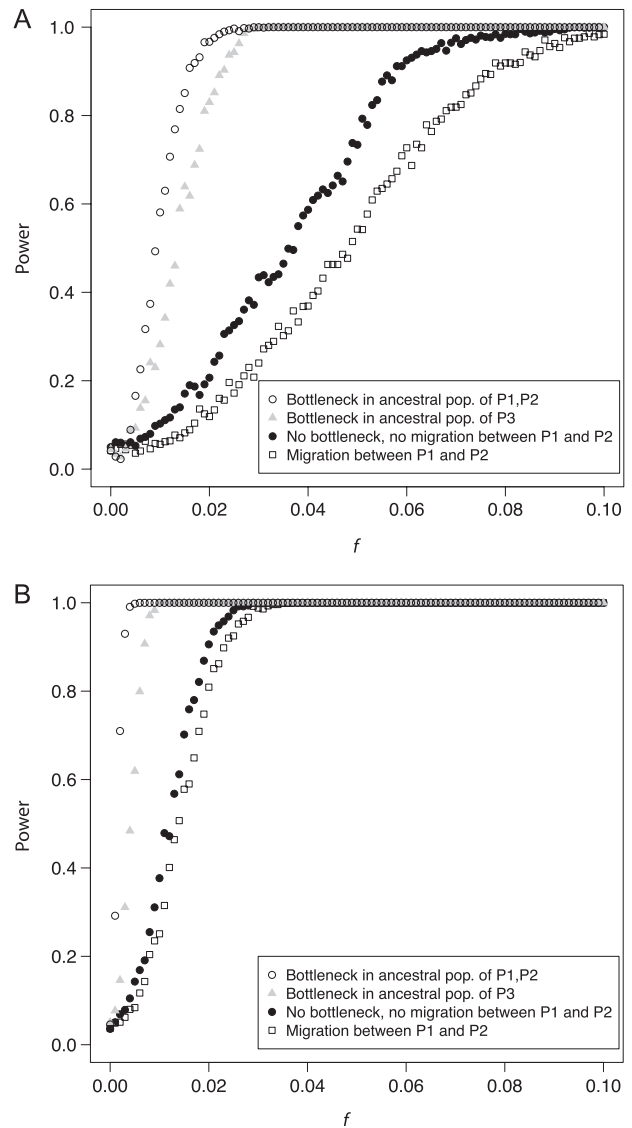 A
1.0
0.8
0.6
0.4
0.2
0.0
Power
Bottleneck in ancestral pop. of P1,P2
Bottleneck in ancestral pop. of P3
No bottleneck, no migration between P1 and P2
Migration between P1 and P2
0.00 0.02 0.04 0.06 0.08 0.10
f
B
1.0
0.8
0.6
0.4
0.2
0.0
Power
Bottleneck in ancestral pop. of P1,P2
Bottleneck in ancestral pop. of P3
No bottleneck, no migration between P1 and P2
Migration between P1 and P2
0.00 0.02 0.04 0.06 0.08 0.10
f